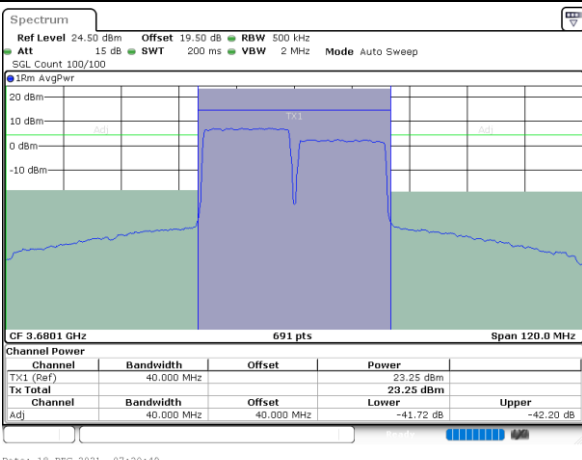 Spectrum
Ref Level 24.50 dBm Offset 19.50 dB RBW 500 kHz
Att 15 dB SWT 200 ms VBW 2 MHz Mode Auto Sweep
SGL Count 100/100
1Rm AvgPwr
20 dBm
TX1
10 dBm
Adj Adj
0 dBm
-10 dBm
CF 3.6801 GHz 691 pts Span 120.0 MHz
Channel Power
Channel Bandwidth Offset Power
TX1 (Ref) 40.000 MHz 23.25 dBm
Tx Total 23.25 dBm
Channel Bandwidth Offset Lower Upper
Adj 40.000 MHz 40.000 MHz -41.72 dB -42.20 dB
Ready